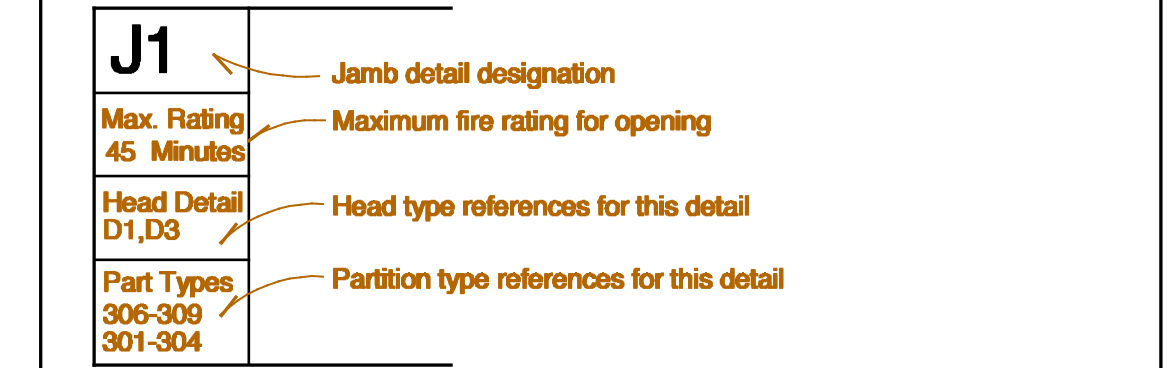 J1
Jamb detail designation
Max. Rating
45 Minutes
Maximum fire rating for opening
Head Detail
D1,D3
Head type references for this detail
Part Types
306-309
301-304
Partition type references for this detail